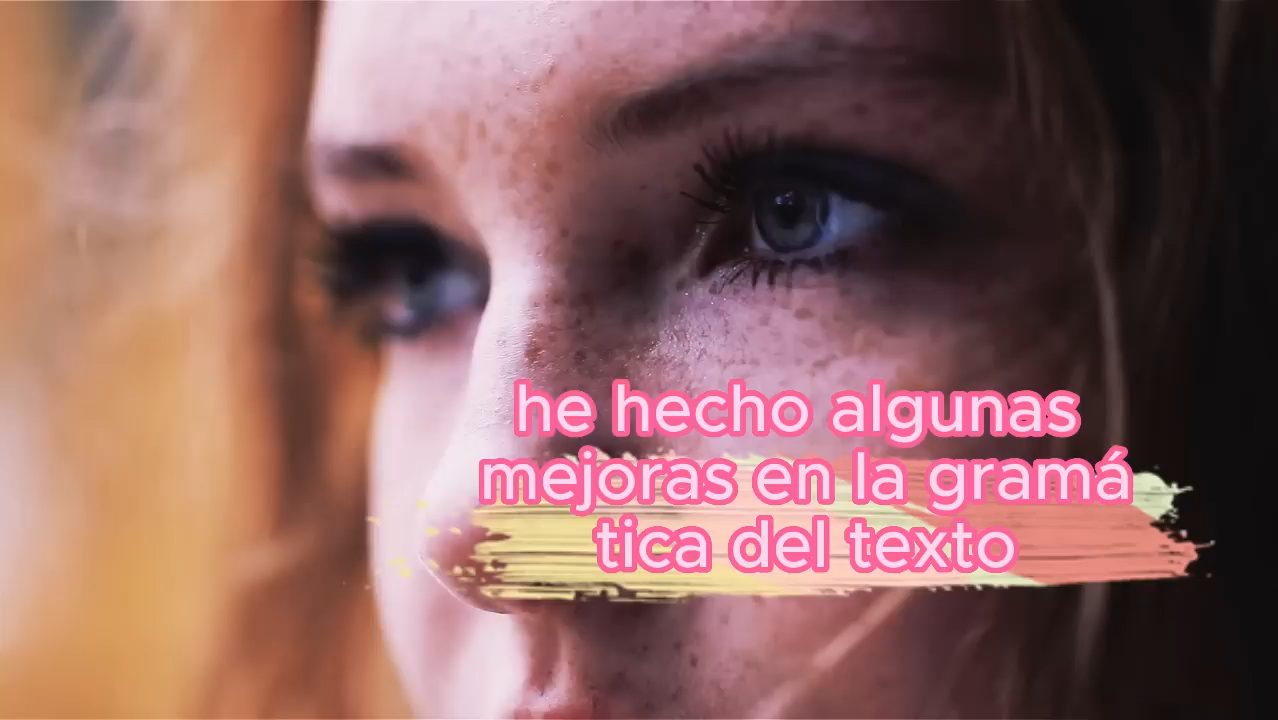 he hecho algunas
mejoras en la gramá
tica del texto